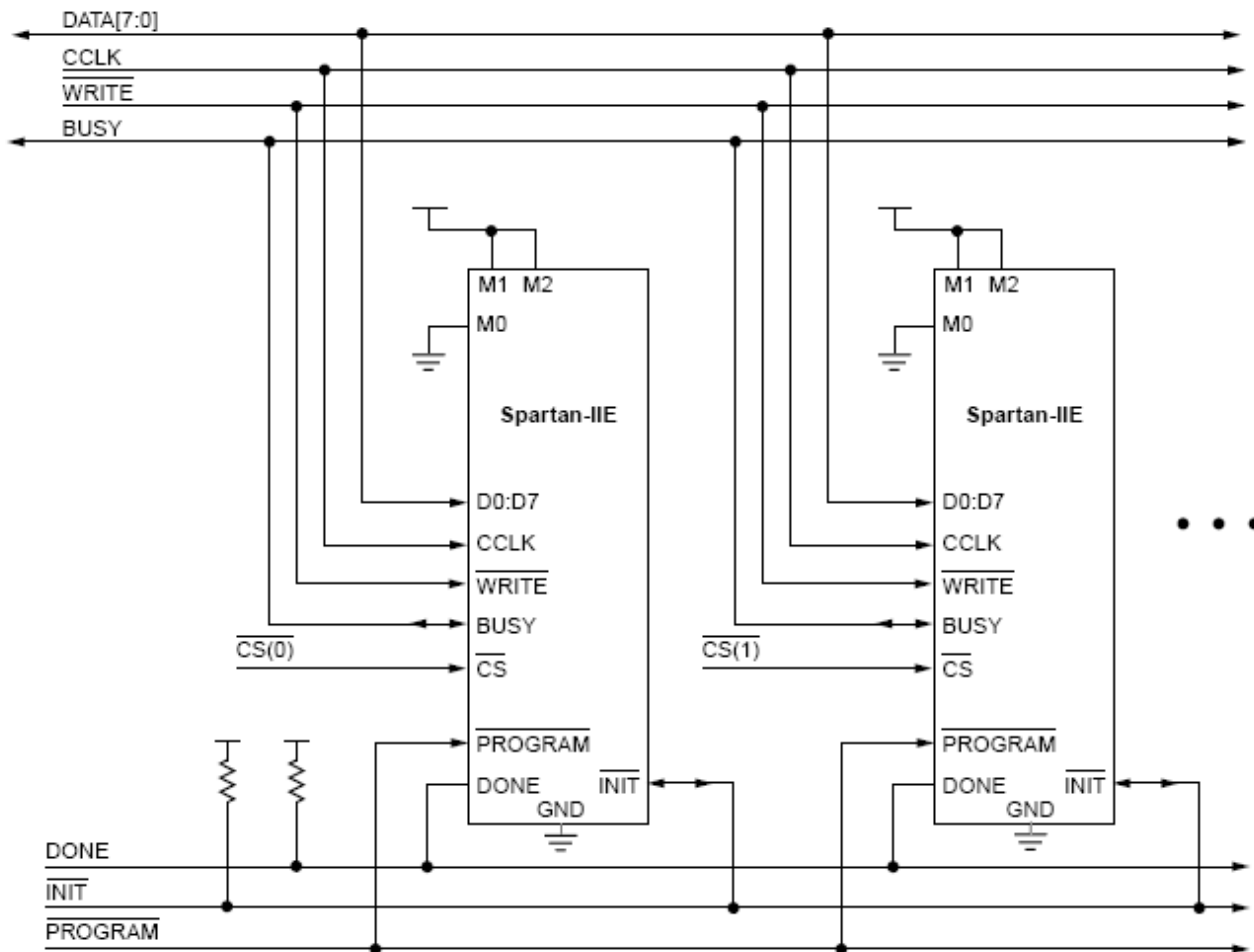 DATA[7:0]
CCLK
WRITE
BUSY
M1 M2
M0
Spartan-IIE
D0:D7
CCLK
WRITE
BUSY
CS(0)
CS
PROGRAM
DONE INIT
GND
M1 M2
M0
Spartan-IIE
D0:D7
CCLK
WRITE
BUSY
CS(1)
CS
PROGRAM
DONE INIT
GND
DONE
INIT
PROGRAM